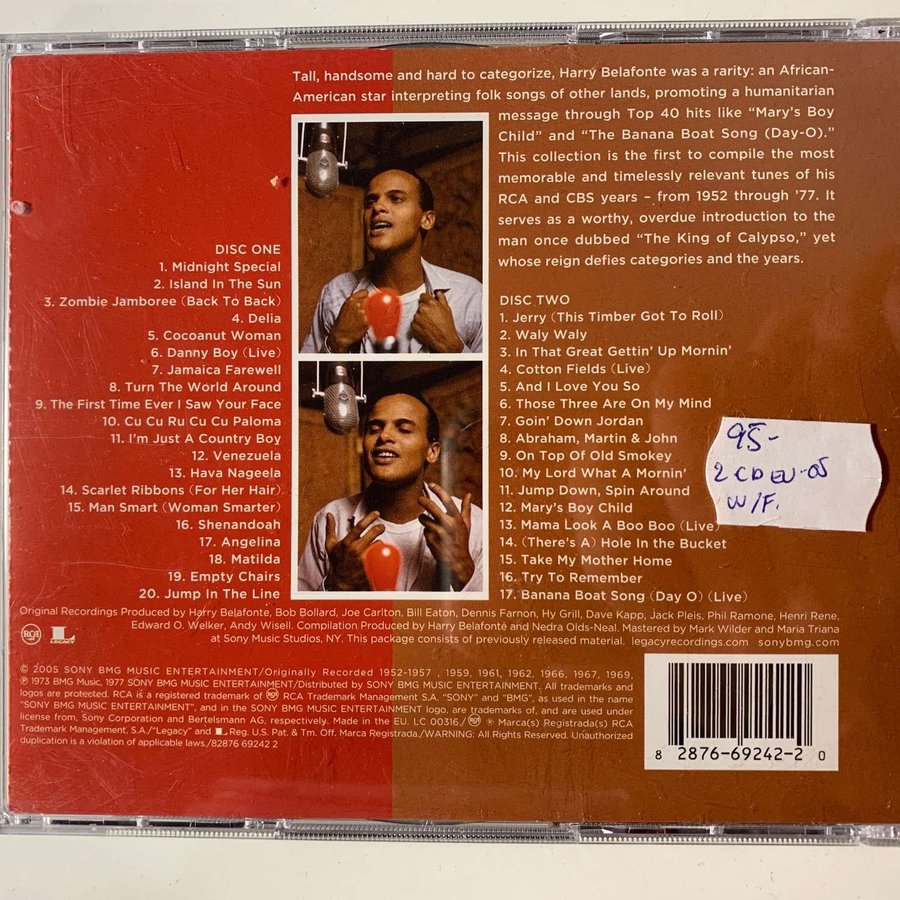 Tall, handsome and hard to categorize, Harry Belafonte was a rarity: an African-
American star interpreting folk songs of other lands, promoting a humanitarian
message through Top 40 hits like “Mary’s Boy
Child” and “The Banana Boat Song (Day-O).”
This collection is the first to compile the most
memorable and timelessly relevant tunes of his
RCA and CBS years – from 1952 through ’77. It
serves as a worthy, overdue introduction to the
man once dubbed “The King of Calypso,” yet
whose reign defies categories and the years.
DISC ONE
1. Midnight Special
2. Island In The Sun
3. Zombie Jamboree (Back To Back)
4. Delia
5. Cocoanut Woman
6. Danny Boy (Live)
7. Jamaica Farewell
8. Turn The World Around
9. The First Time Ever I Saw Your Face
10. Cu Cu Ru Cu Cu Paloma
11. I’m Just A Country Boy
12. Venezuela
13. Hava Nageela
14. Scarlet Ribbons (For Her Hair)
15. Man Smart (Woman Smarter)
16. Shenandoah
17. Angelina
18. Matilda
19. Empty Chairs
20. Jump In The Line
DISC TWO
1. Jerry (This Timber Got To Roll)
2. Waly Waly
3. In That Great Gettin’ Up Mornin’
4. Cotton Fields (Live)
5. And I Love You So
6. Those Three Are On My Mind
7. Goin’ Down Jordan
8. Abraham, Martin & John
9. On Top Of Old Smokey
10. My Lord What A Mornin’
11. Jump Down, Spin Around
12. Mary’s Boy Child
13. Mama Look A Boo Boo (Live)
14. (There’s A) Hole In the Bucket
15. Take My Mother Home
16. Try To Remember
17. Banana Boat Song (Day O) (Live)
95-
2 CD EU-05
W/F.
Original Recordings Produced by Harry Belafonte, Bob Bollard, Joe Carlton, Bill Eaton, Dennis Farnon, Hy Grill, Dave Kapp, Jack Pleis, Phil Ramone, Henri Rene,
Edward O. Welker, Andy Wisell. Compilation Produced by Harry Belafonte and Nedra Olds-Neal. Mastered by Mark Wilder and Maria Triana
at Sony Music Studios, NY. This package consists of previously released material. legacyrecordings.com sonybmg.com
RCA LEGACY
© 2005 SONY BMG MUSIC ENTERTAINMENT/Originally Recorded 1952-1957 , 1959, 1961, 1962, 1966, 1967, 1969,
℗ 1973 BMG Music, 1977 SONY BMG MUSIC ENTERTAINMENT/Distributed by SONY BMG MUSIC ENTERTAINMENT. All trademarks and
logos are protected. RCA is a registered trademark of RCA RCA Trademark Management S.A. "SONY" and "BMG", as used in the name
"SONY BMG MUSIC ENTERTAINMENT", and in the SONY BMG MUSIC ENTERTAINMENT logo, are trademarks of, and are used under
license from, Sony Corporation and Bertelsmann AG, respectively. Made in the EU. LC 00316/RCA ® Marca(s) Registrada(s) RCA
Trademark Management. S.A./"Legacy" and L Reg. U.S. Pat. & Tm. Off. Marca Registrada./WARNING: All Rights Reserved. Unauthorized
duplication is a violation of applicable laws./82876 69242 2
8 2876-69242-2 0